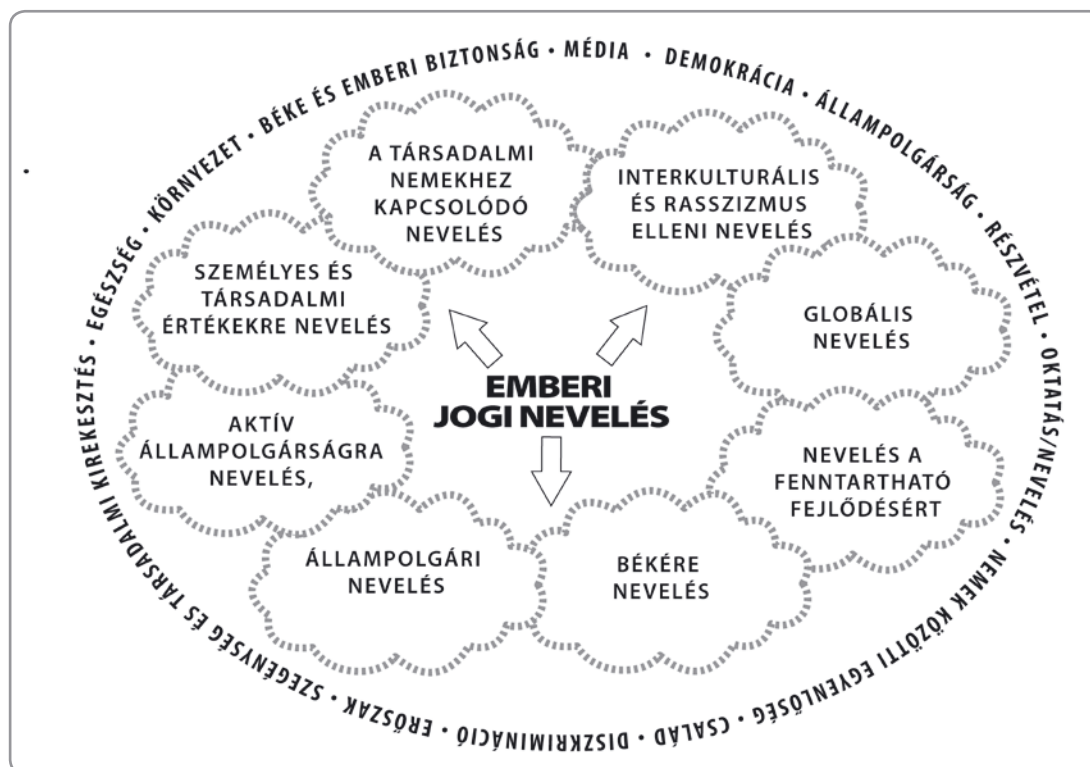 SZEGÉNYSÉG ÉS TÁRSADALMI KIREKESZTÉS • EGÉSZSÉG • KÖRNYEZET • BÉKE ÉS EMBERI BIZTONSÁG • MÉDIA • DEMOKRÁCIA • ÁLLAMPOLGÁRSÁG • RÉSZVÉTEL • OKTATÁS/NEVELÉS • NEMEK KÖZÖTTI EGYENLŐSÉG • CSALÁD • DISZKRIMINÁCIÓ • ERŐSZAK •
A TÁRSADALMI
NEMEKHEZ
KAPCSOLÓDÓ
NEVELÉS
INTERKULTURÁLIS
ÉS RASSZIZMUS
ELLENI NEVELÉS
SZEMÉLYES ÉS
TÁRSADALMI
ÉRTÉKEKRE NEVELÉS
GLOBÁLIS
NEVELÉS
EMBERI
JOGI NEVELÉS
AKTÍV
ÁLLAMPOLGÁRSÁGRA
NEVELÉS,
NEVELÉS A
FENNTARTHATÓ
FEJLŐDÉSÉRT
ÁLLAMPOLGÁRI
NEVELÉS
BÉKÉRE
NEVELÉS